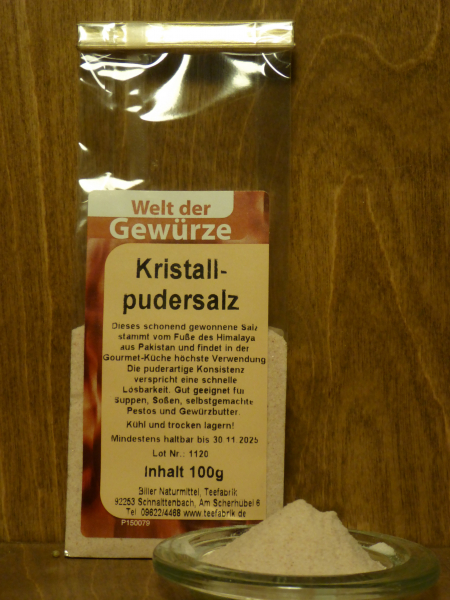 Welt der
Gewürze
Kristall-
pudersalz
Dieses schonend gewonnene Salz
stammt vom Fuße des Himalaya
aus Pakistan und findet in der
Gourmet-Küche höchste Verwendung
Die puderartige Konsistenz
verspricht eine schnelle
Losbarkeit. Gut geeignet für
Suppen, Soßen, selbstgemachte
Pestos und Gewürzbutter.
Kühl und trocken lagern!
Mindestens haltbar bis 30.11.2025
Lot Nr.: 1120
Inhalt 100g
Biller Naturmittel, Teefabrik
92253 Schnaittenbach, Am Scherhübel 6
Tel. 09622/4468 www.teefabrik.de
P150079